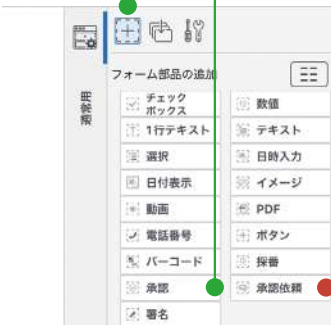 フォーム部品の追加
通常用
チェック
ボックス
数値
1行テキスト
テキスト
選択
日時入力
日付表示
イメージ
動画
PDF
電話番号
ボタン
バーコード
採番
承認
承認依頼
署名